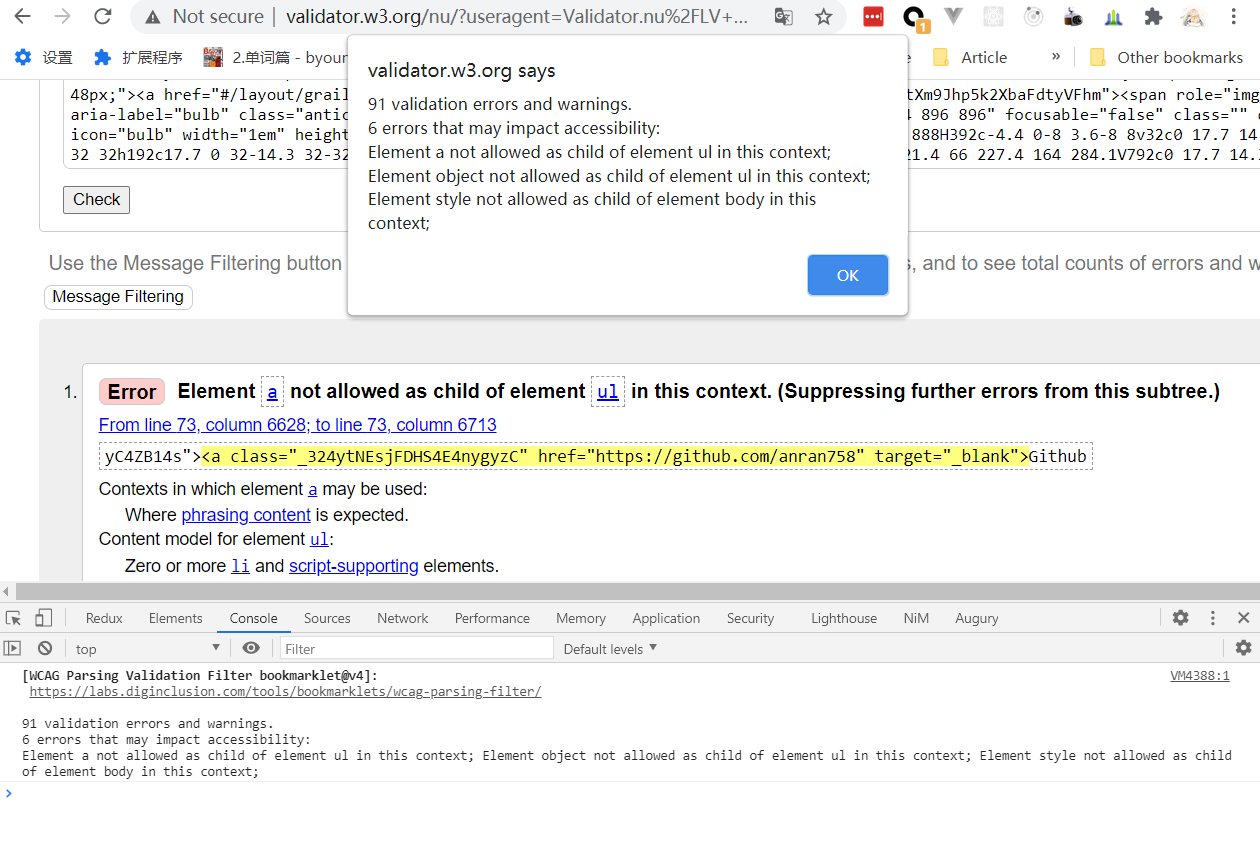 Not secure | validator.w3.org/nu/?useragent=Validator.nu%2FLV+...
1
设置 扩展程序 2.单词篇 - byour Article » Other bookmarks
validator.w3.org says
91 validation errors and warnings.
6 errors that may impact accessibility:
Element a not allowed as child of element ul in this context;
Element object not allowed as child of element ul in this context;
Element style not allowed as child of element body in this
context;
OK
48px;"><a href="#/layout/grail tXm9Jhp5k2XbaFdtyVFhm"><span role="img
aria-label="bulb" class="antic 4 896 896" focusable="false" class="" 
icon="bulb" width="1em" height 888H392c-4.4 0-8 3.6-8 8v32c0 17.7 14.
32 32h192c17.7 0 32-14.3 32-32 21.4 66 227.4 164 284.1V792c0 17.7 14.
Check
Use the Message Filtering button s, and to see total counts of errors and w
Message Filtering
1. Error Element a not allowed as child of element ul in this context. (Suppressing further errors from this subtree.)
From line 73, column 6628; to line 73, column 6713
yC4ZB14s"><a class="_324ytNEsjFDHS4E4nygyzC" href="https://github.com/anran758" target="_blank">Github
Contexts in which element a may be used:
Where phrasing content is expected.
Content model for element ul:
Zero or more li and script-supporting elements.
Redux Elements Console Sources Network Performance Memory Application Security Lighthouse NiM Augury
top Filter Default levels
[WCAG Parsing Validation Filter bookmarklet@v4]: VM4388:1
https://labs.diginclusion.com/tools/bookmarklets/wcag-parsing-filter/
91 validation errors and warnings.
6 errors that may impact accessibility:
Element a not allowed as child of element ul in this context; Element object not allowed as child of element ul in this context; Element style not allowed as child
of element body in this context;